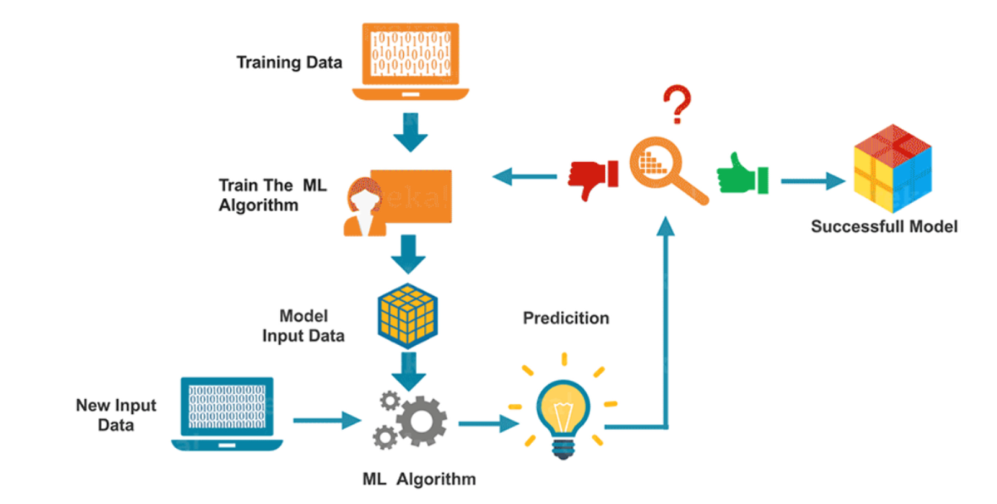 Training Data
?
Train The ML
Algorithm
Successfull Model
Model
Input Data
Predicition
New Input
Data
ML Algorithm